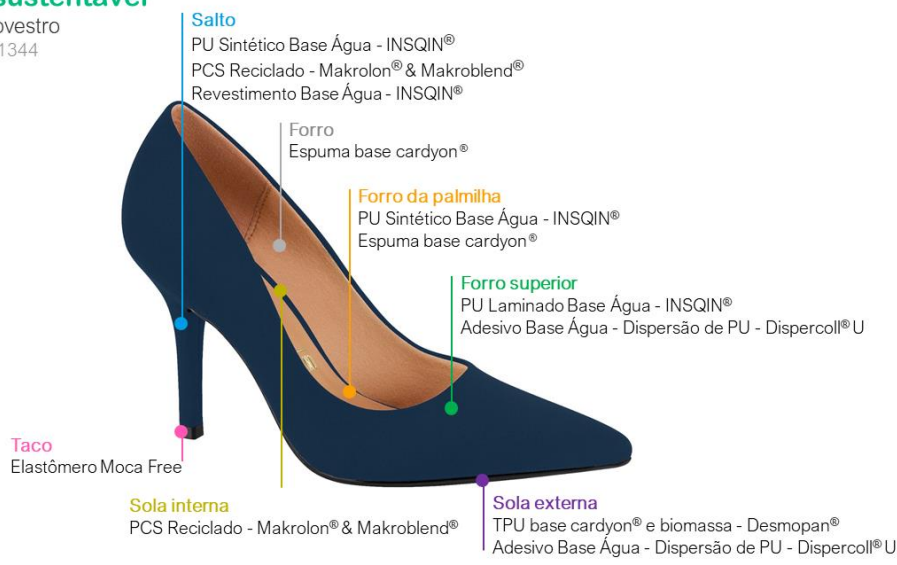 sustentável
ovestro
1344
Salto
PU Sintético Base Água - INSQIN®
PCS Reciclado - Makrolon® & Makroblend®
Revestimento Base Água - INSQIN®
Forro
Espuma base cardyon®
Forro da palmilha
PU Sintético Base Água - INSQIN®
Espuma base cardyon®
Forro superior
PU Laminado Base Água - INSQIN®
Adesivo Base Água - Dispersão de PU - Dispercoll® U
Taco
Elastômero Moca Free
Sola interna
PCS Reciclado - Makrolon® & Makroblend®
Sola externa
TPU base cardyon® e biomassa - Desmopan®
Adesivo Base Água - Dispersão de PU - Dispercoll® U